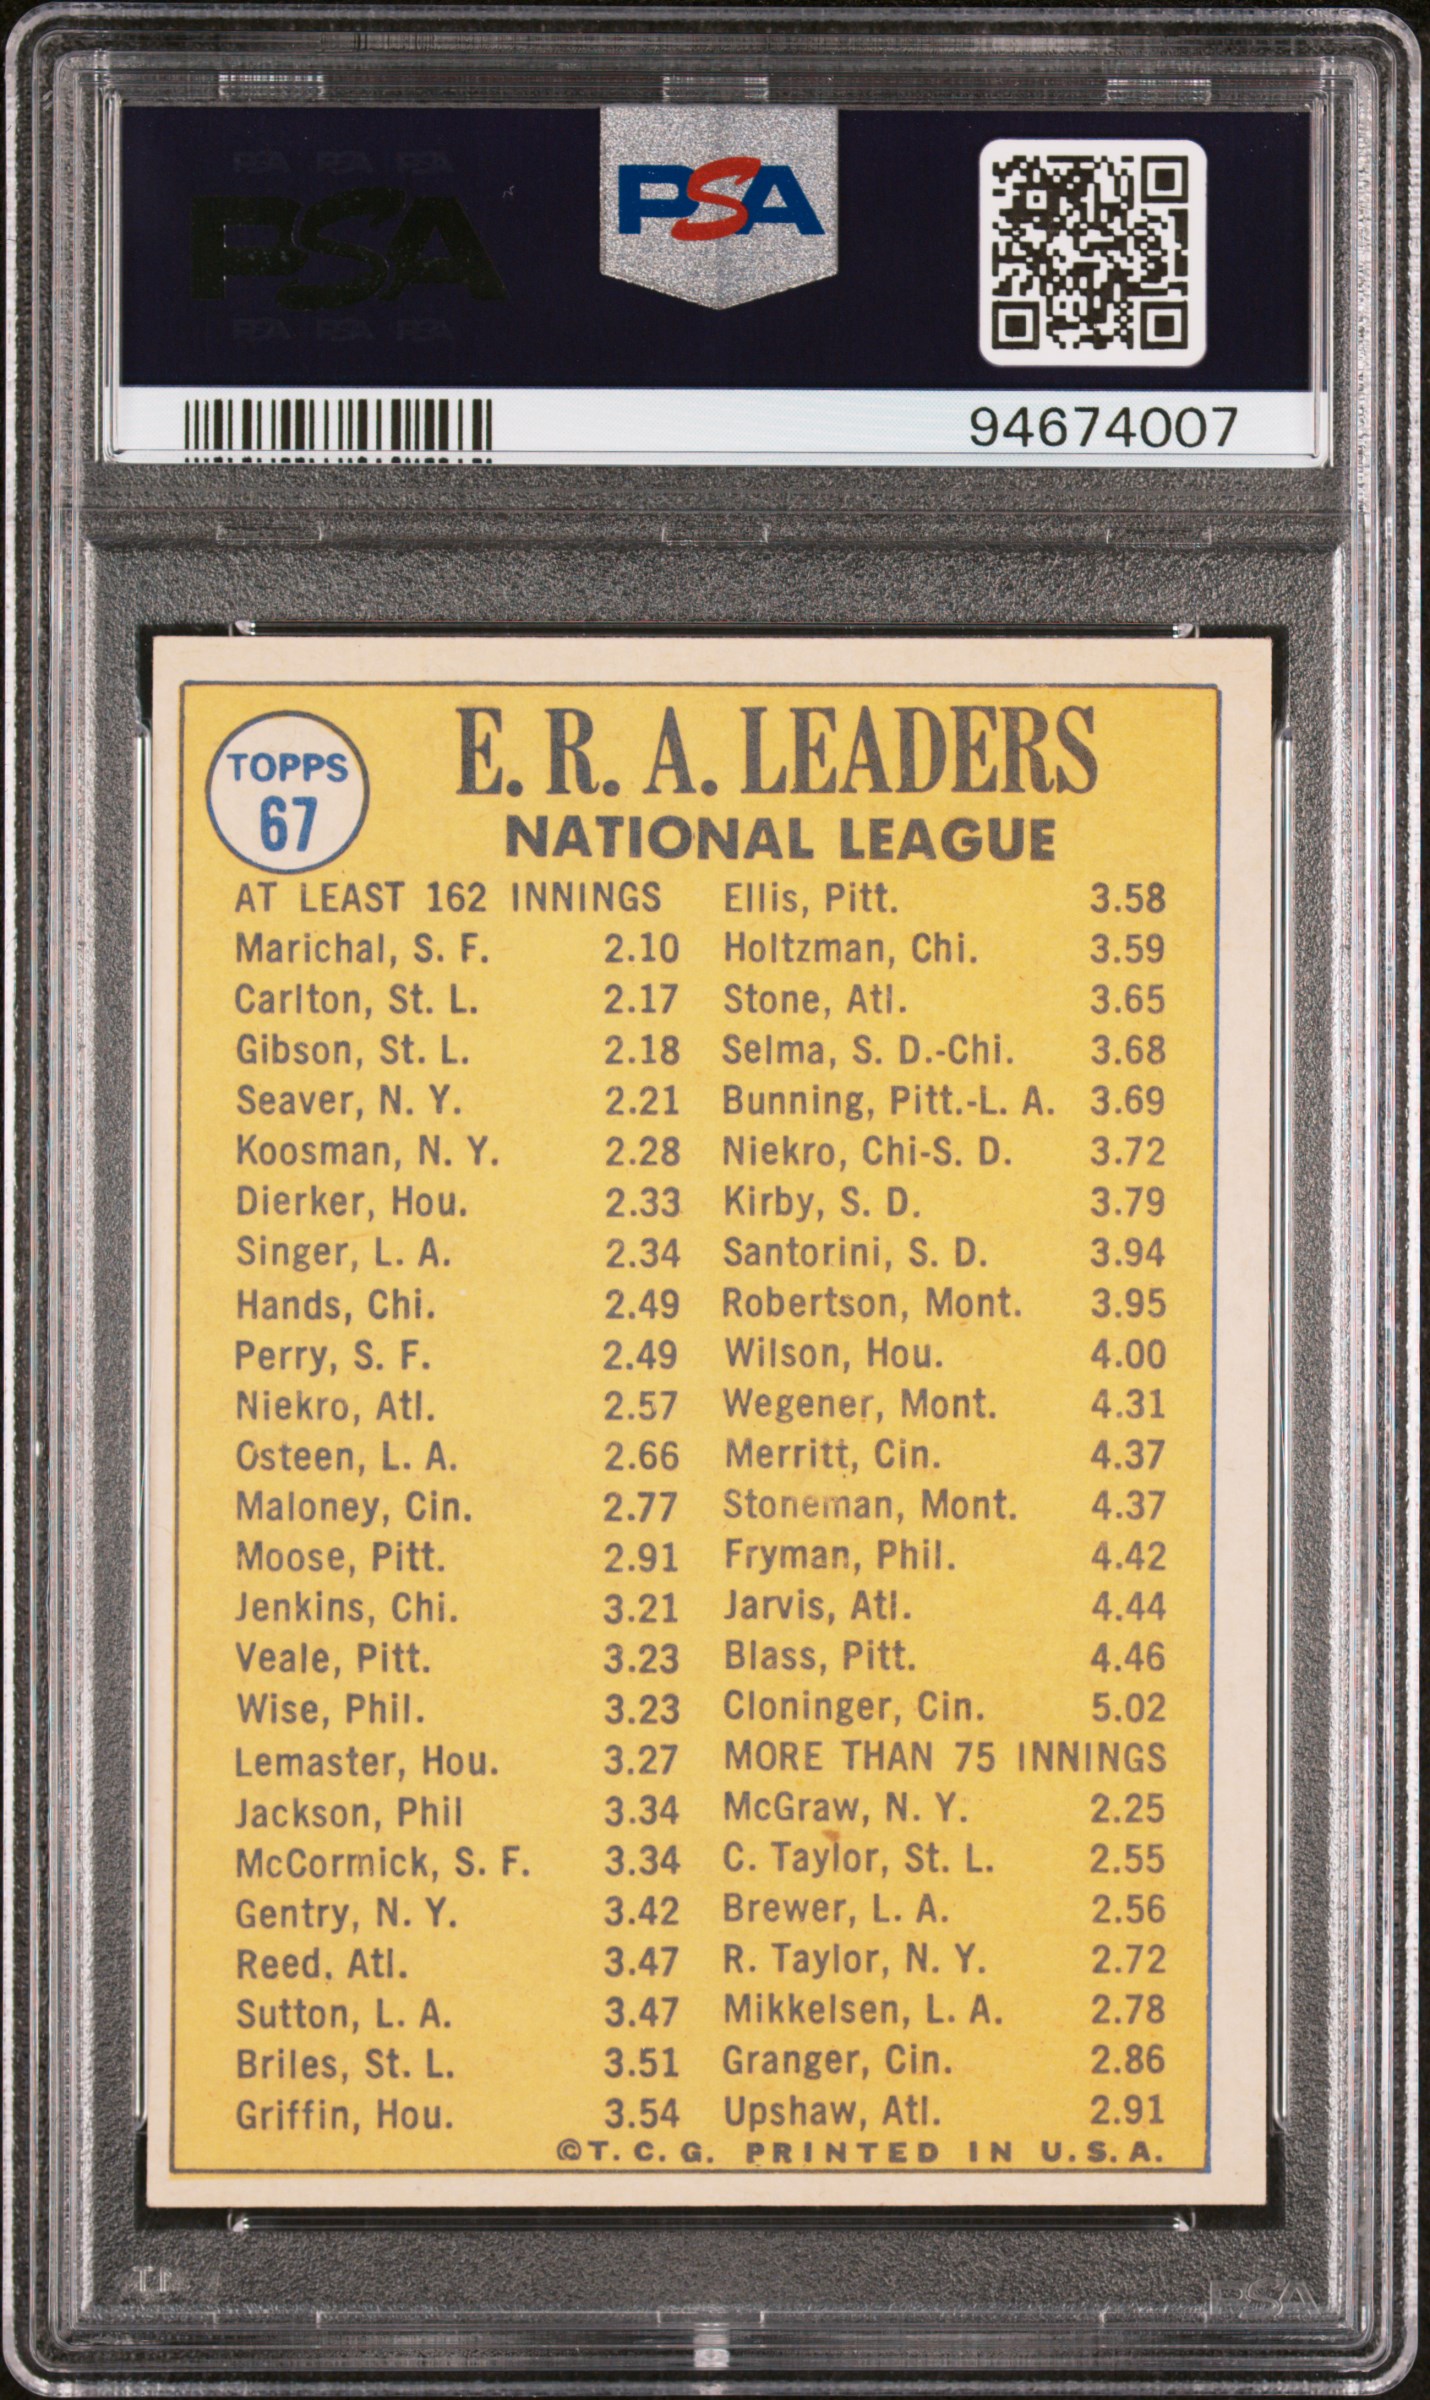 PSA PSA PSA
PSA
PSA PSA PSA
PSA
94674007
TOPPS
67
E. R. A. LEADERS
NATIONAL LEAGUE
AT LEAST 162 INNINGS
Marichal, S. F. 2.10
Carlton, St. L. 2.17
Gibson, St. L. 2.18
Seaver, N. Y. 2.21
Koosman, N. Y. 2.28
Dierker, Hou. 2.33
Singer, L. A. 2.34
Hands, Chi. 2.49
Perry, S. F. 2.49
Niekro, Atl. 2.57
Osteen, L. A. 2.66
Maloney, Cin. 2.77
Moose, Pitt. 2.91
Jenkins, Chi. 3.21
Veale, Pitt. 3.23
Wise, Phil. 3.23
Lemaster, Hou. 3.27
Jackson, Phil 3.34
McCormick, S. F. 3.34
Gentry, N. Y. 3.42
Reed. Atl. 3.47
Sutton, L. A. 3.47
Briles, St. L. 3.51
Griffin, Hou. 3.54
Ellis, Pitt. 3.58
Holtzman, Chi. 3.59
Stone, Atl. 3.65
Selma, S. D.-Chi. 3.68
Bunning, Pitt.-L. A. 3.69
Niekro, Chi-S. D. 3.72
Kirby, S. D. 3.79
Santorini, S. D. 3.94
Robertson, Mont. 3.95
Wilson, Hou. 4.00
Wegener, Mont. 4.31
Merritt, Cin. 4.37
Stoneman, Mont. 4.37
Fryman, Phil. 4.42
Jarvis, Atl. 4.44
Blass, Pitt. 4.46
Cloninger, Cin. 5.02
MORE THAN 75 INNINGS
McGraw, N. Y. 2.25
C. Taylor, St. L. 2.55
Brewer, L. A. 2.56
R. Taylor, N. Y. 2.72
Mikkelsen, L. A. 2.78
Granger, Cin. 2.86
Upshaw, Atl. 2.91
©T. C. G. PRINTED IN U. S. A.
PSA